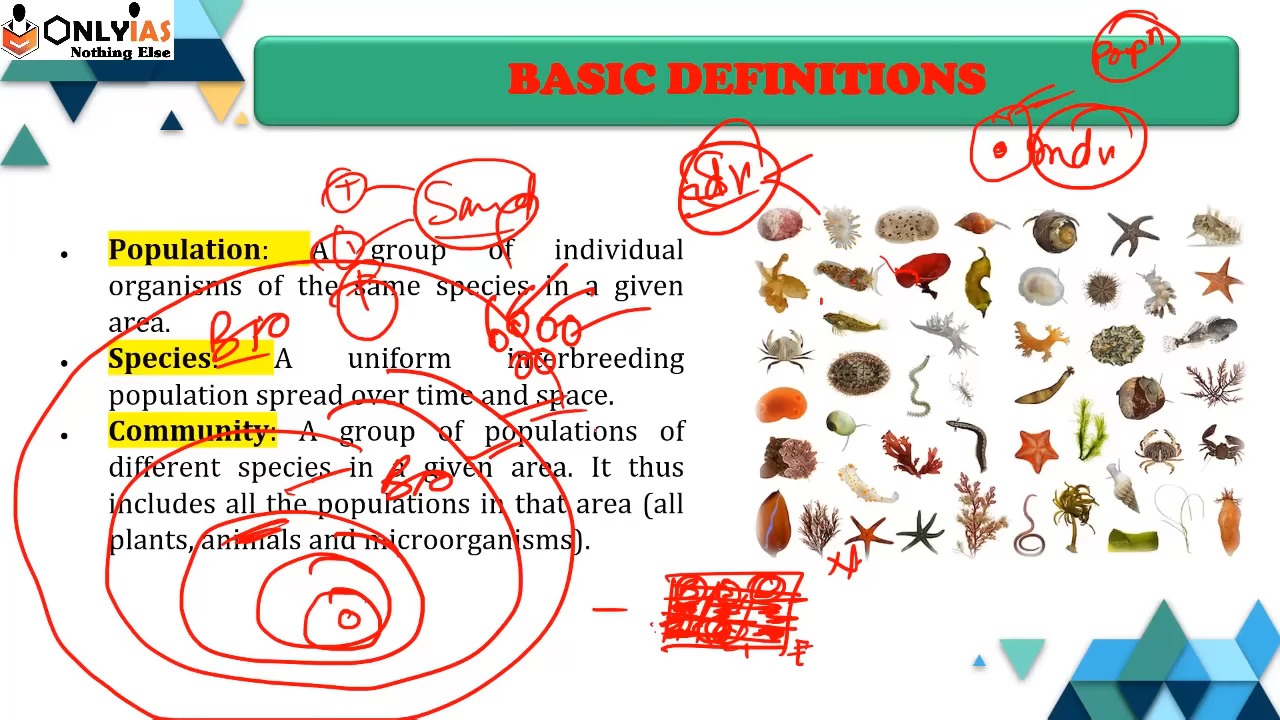 ONLYIAS
Nothing Else
BASIC DEFINITIONS
Popn
Indv
Population: A group of individual
organisms of the same species in a given
area.
Species: A uniform interbreeding
population spread over time and space.
Community: A group of populations of
different species in a given area. It thus
includes all the populations in that area (all
plants, animals and microorganisms).
Bio
Bio